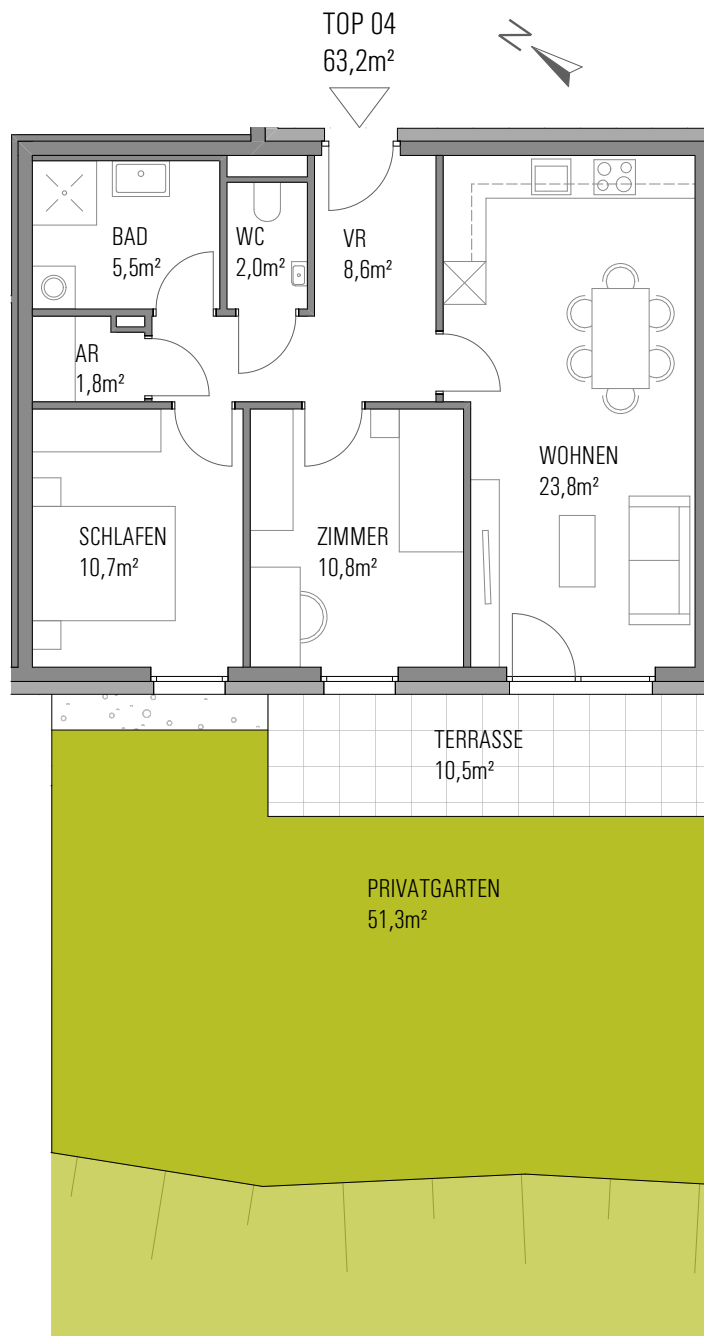 TOP 04
63,2m²
N
BAD
5,5m²
WC
2,0m²
VR
8,6m²
AR
1,8m²
WOHNEN
23,8m²
SCHLAFEN
10,7m²
ZIMMER
10,8m²
TERRASSE
10,5m²
PRIVATGARTEN
51,3m²